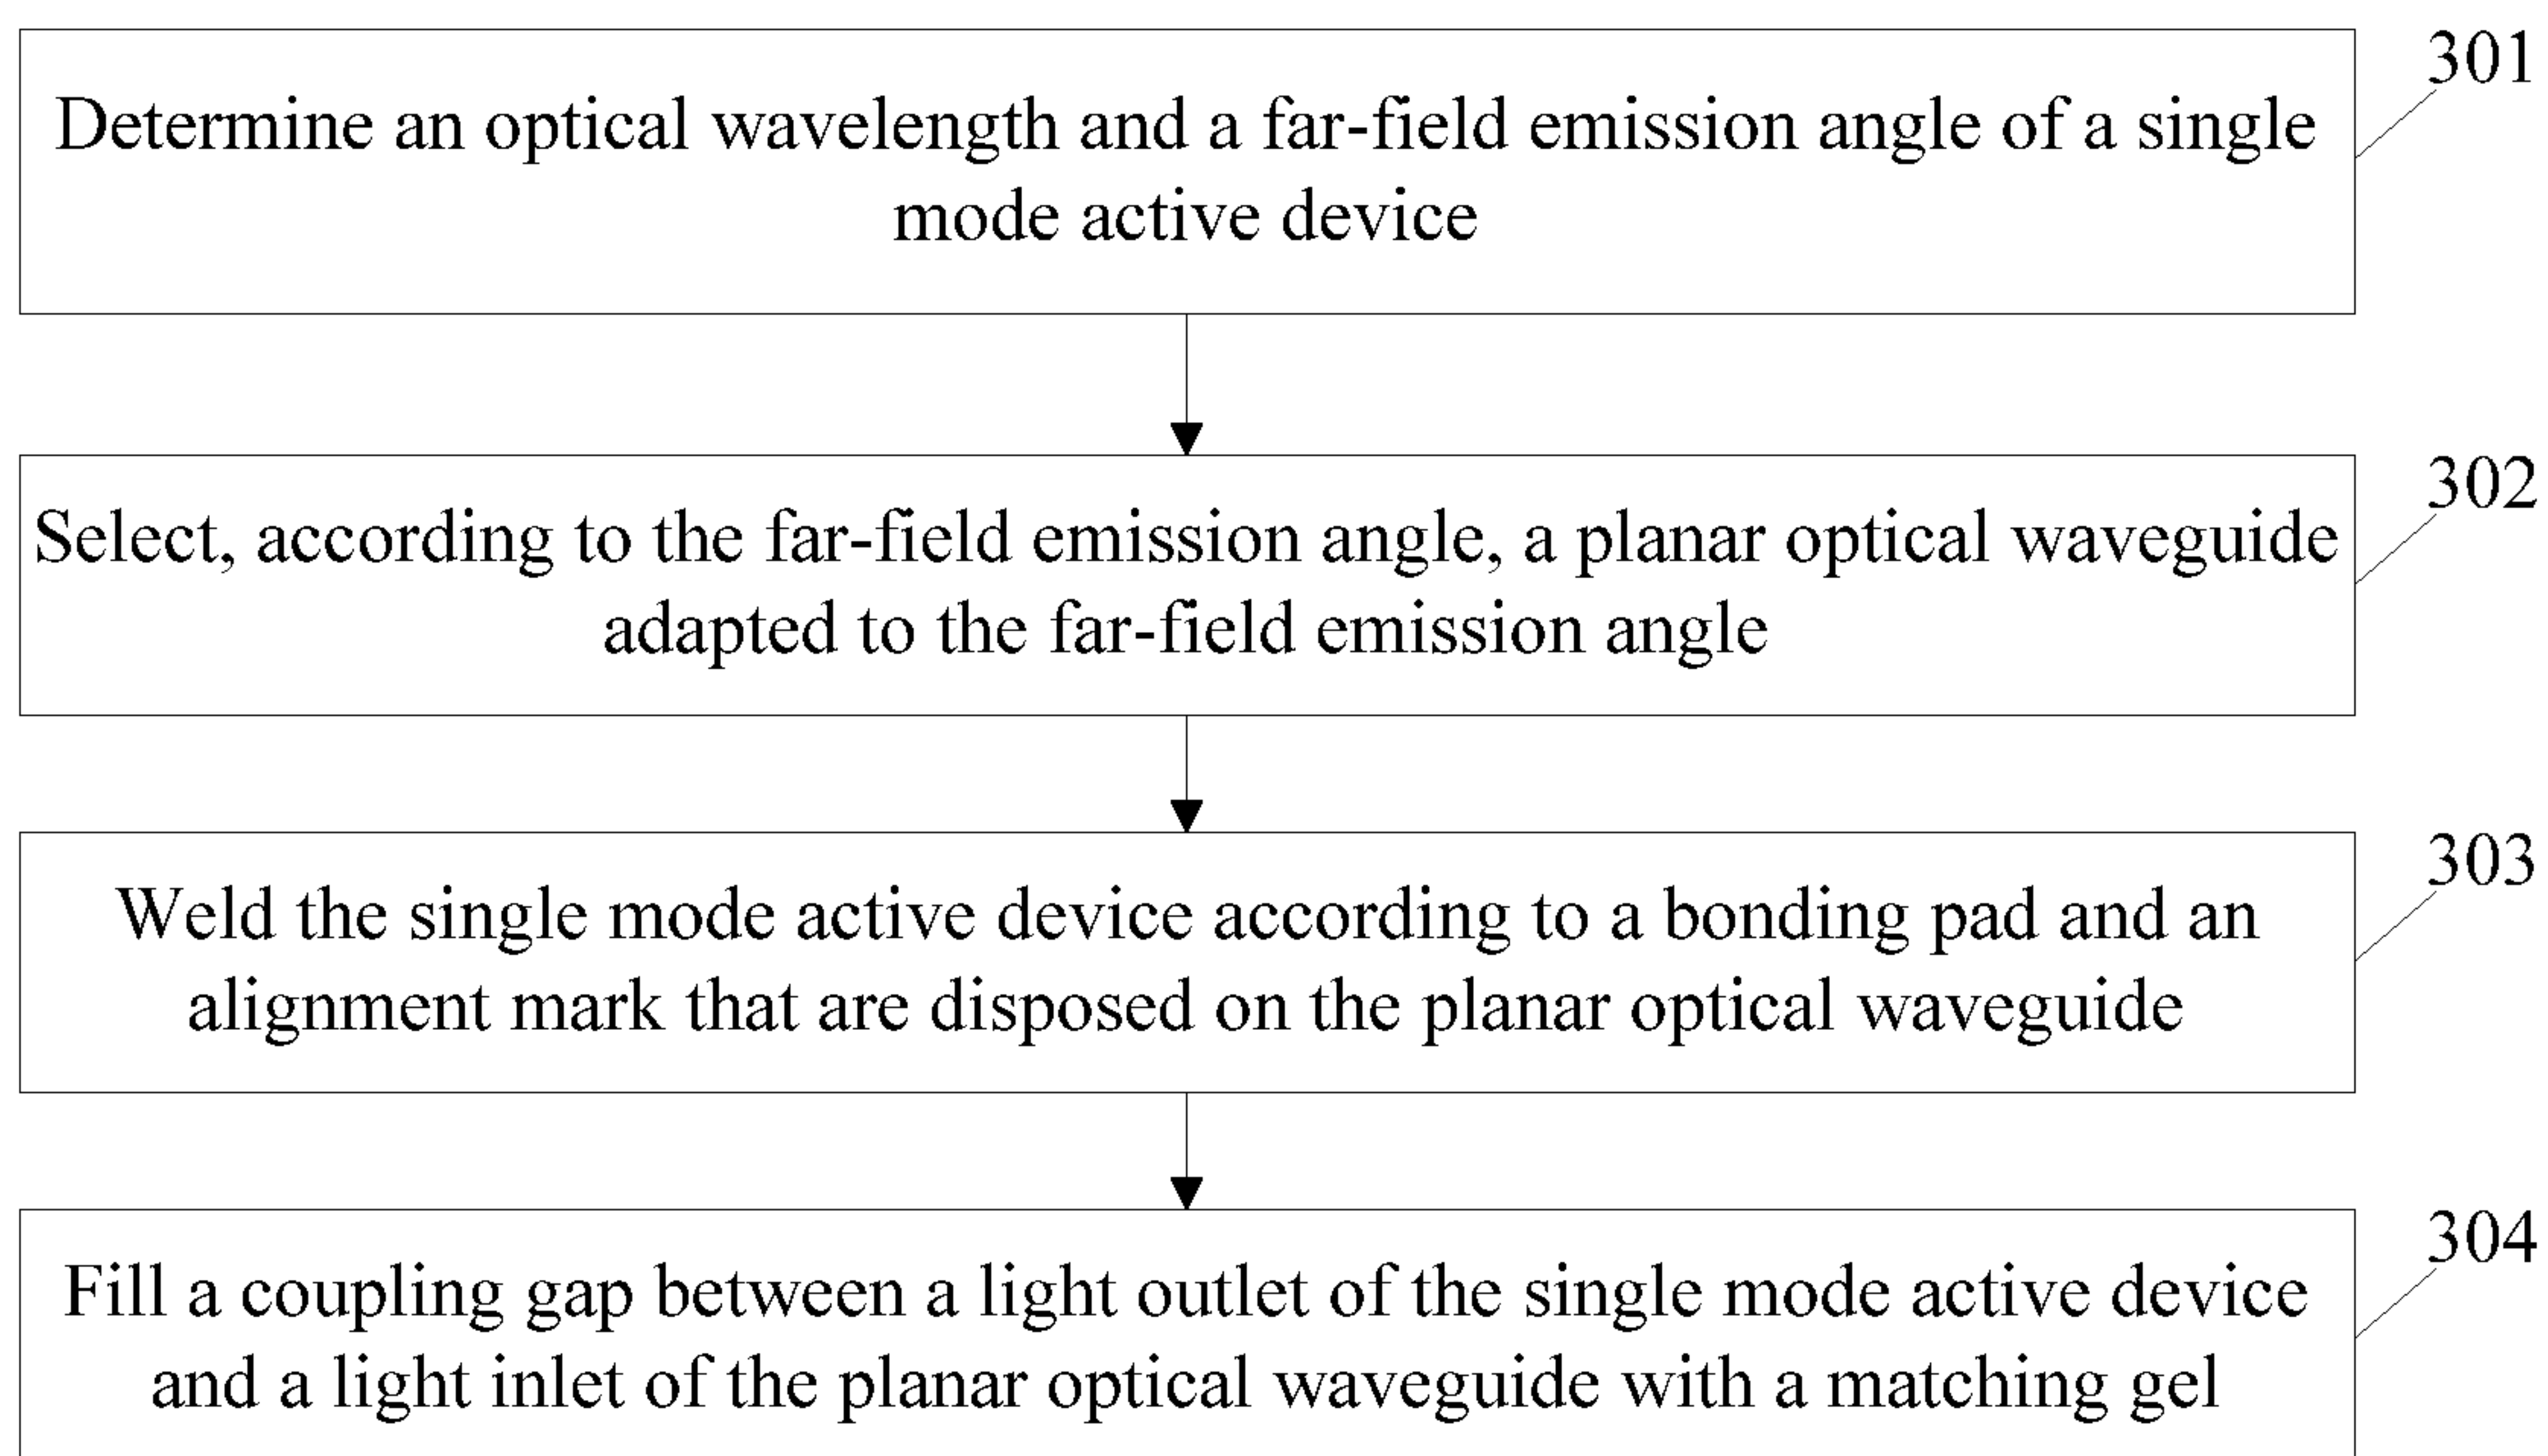 301
Determine an optical wavelength and a far-field emission angle of a single
mode active device
302
Select, according to the far-field emission angle, a planar optical waveguide
adapted to the far-field emission angle
303
Weld the single mode active device according to a bonding pad and an
alignment mark that are disposed on the planar optical waveguide
304
Fill a coupling gap between a light outlet of the single mode active device
and a light inlet of the planar optical waveguide with a matching gel